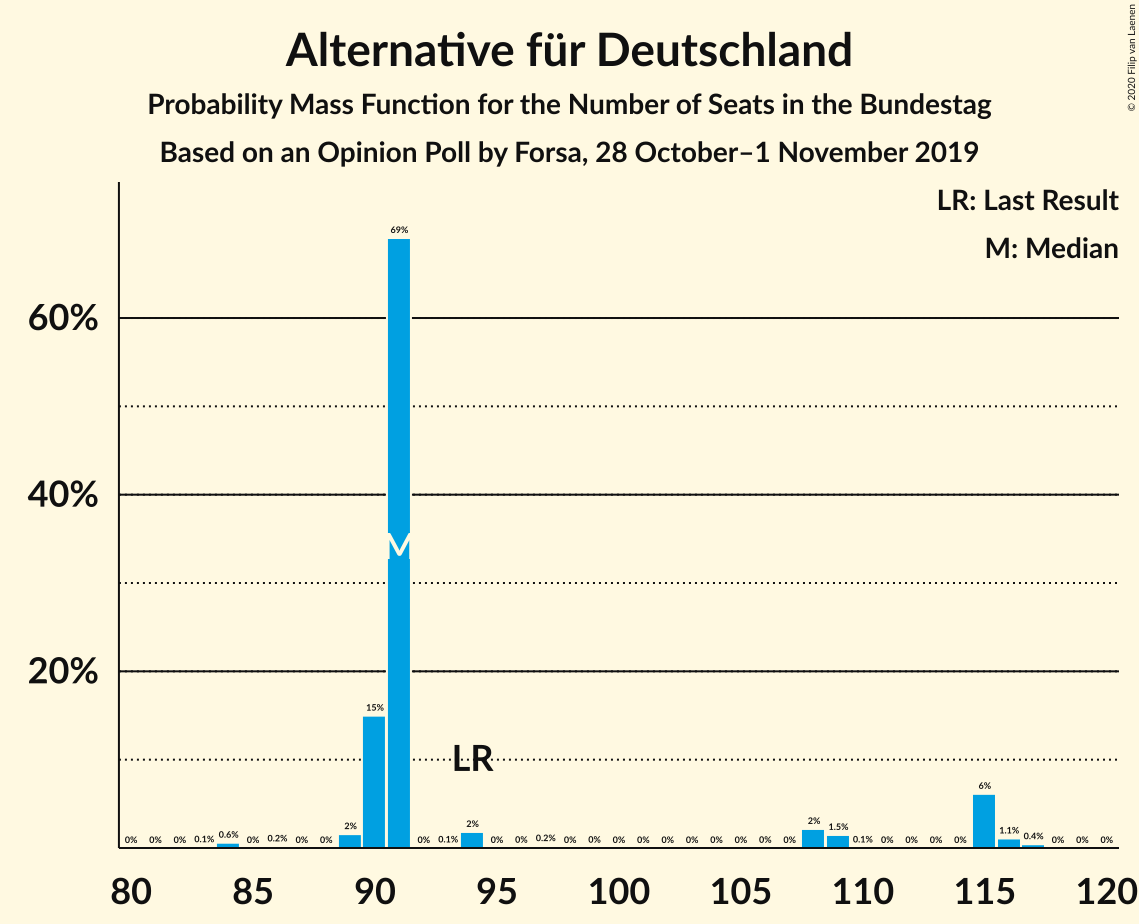 © 2020 Filip van Laenen
Alternative für Deutschland
Probability Mass Function for the Number of Seats in the Bundestag
Based on an Opinion Poll by Forsa, 28 October–1 November 2019
LR: Last Result
M: Median
69%
60%
40%
M
20%
15%
LR
6%
0% 0% 0% 0.1% 0.6% 0% 0.2% 0% 0% 2% 0% 0.1% 2% 0% 0% 0.2% 0% 0% 0% 0% 0% 0% 0% 0% 0% 0% 2% 1.5% 0.1% 0% 0% 0% 0% 1.1% 0.4% 0% 0% 0%
80 85 90 95 100 105 110 115 120